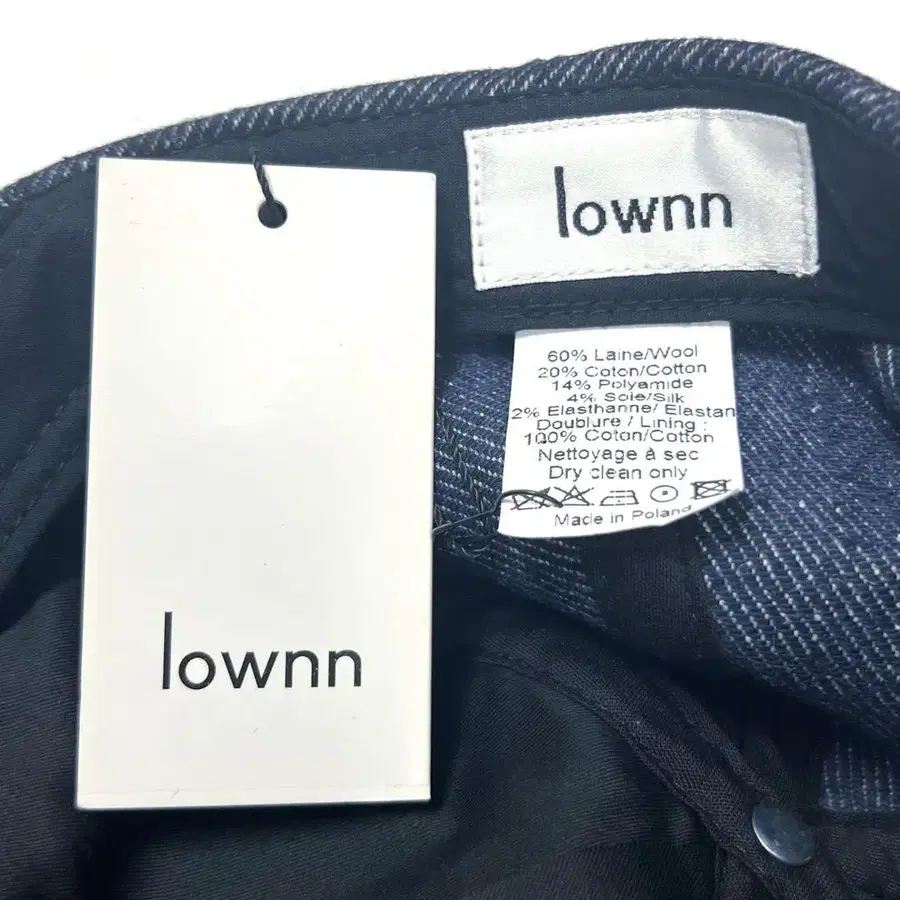 lownn
60% Laine/Wool
20% Coton/Cotton
14% Polyamide
4% Soie/Silk
2% Elasthanne/ Elastan
Doublure / Lining :
100% Coton/Cotton
Nettoyage à sec
Dry clean only
Made in Poland
lownn